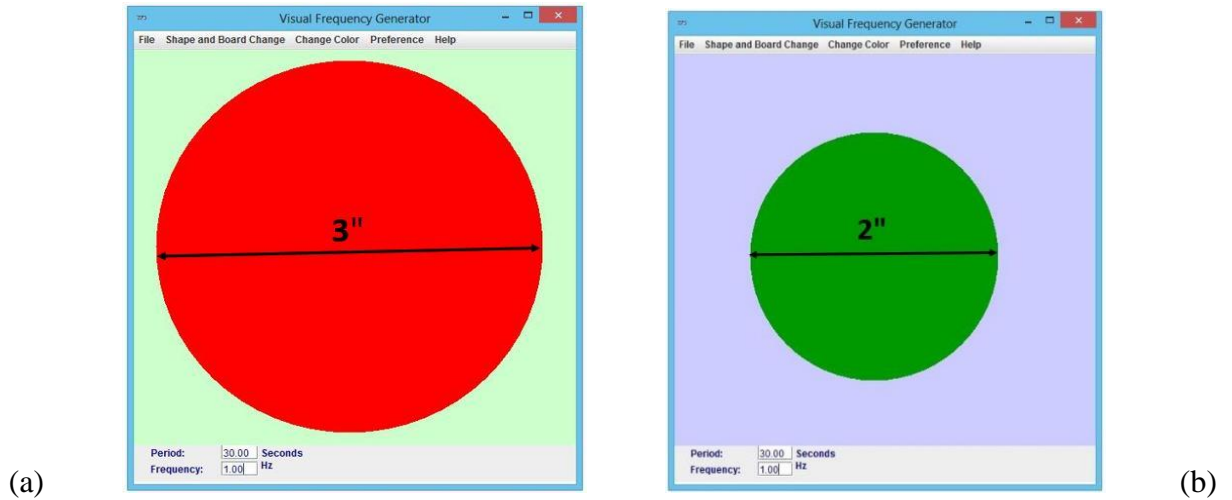 Visual Frequency Generator
File Shape and Board Change Change Color Preference Help
3"
Period: 30.00 Seconds
Frequency: 1.00 Hz
(a)
Visual Frequency Generator
File Shape and Board Change Change Color Preference Help
2"
Period: 30.00 Seconds
Frequency: 1.00 Hz
(b)